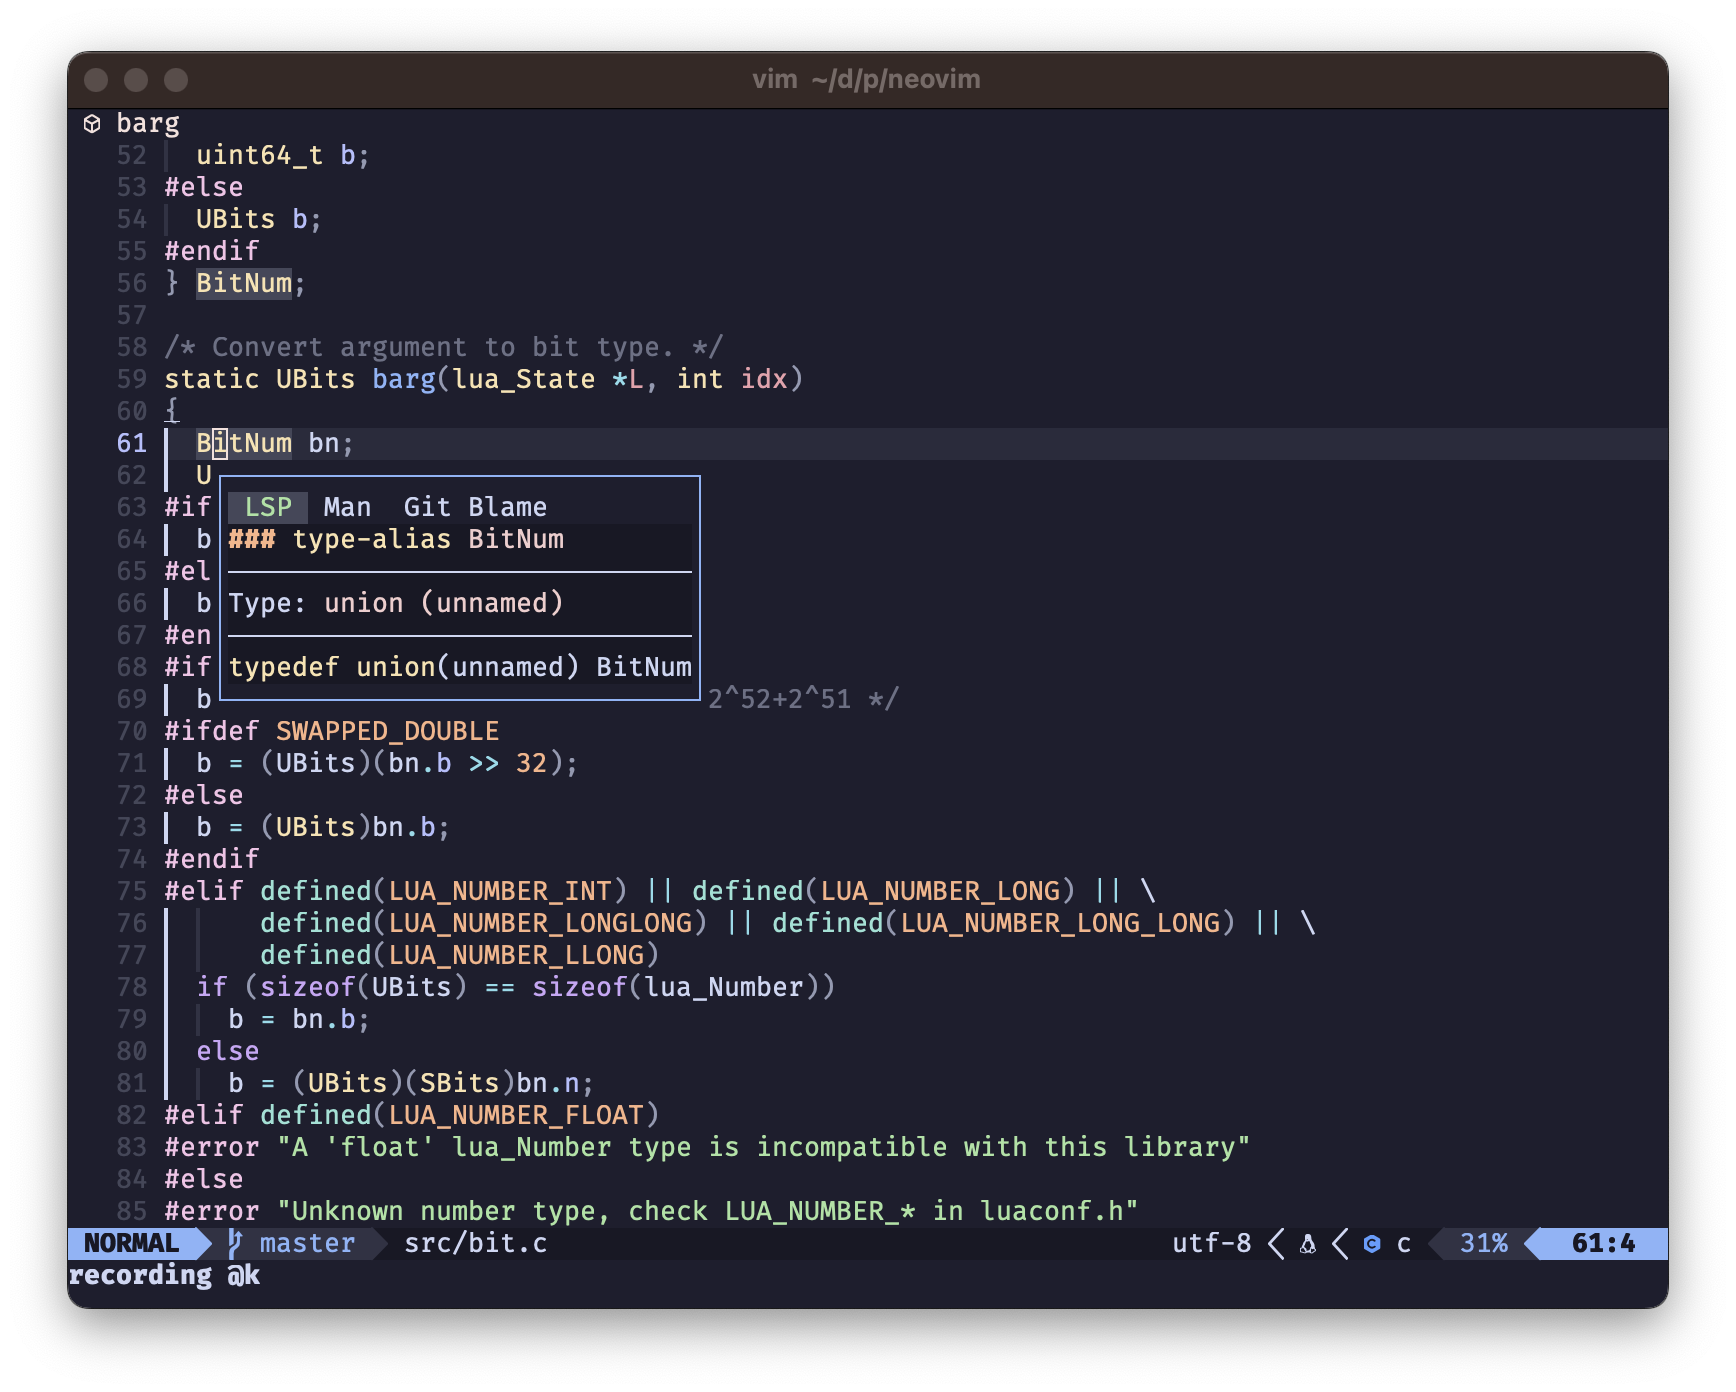 vim ~/d/p/neovim
barg
52 uint64_t b;
53 #else
54 UBits b;
55 #endif
56 } BitNum;
57
58 /* Convert argument to bit type. */
59 static UBits barg(lua_State *L, int idx)
60 {
61 BitNum bn;
62 U
63 #if
LSP Man Git Blame
64 b
### type-alias BitNum
65 #el
66 b
Type: union (unnamed)
67 #en
68 #if
typedef union(unnamed) BitNum
69 b 2^52+2^51 */
70 #ifdef SWAPPED_DOUBLE
71 b = (UBits)(bn.b >> 32);
72 #else
73 b = (UBits)bn.b;
74 #endif
75 #elif defined(LUA_NUMBER_INT) || defined(LUA_NUMBER_LONG) || \
76 defined(LUA_NUMBER_LONGLONG) || defined(LUA_NUMBER_LONG_LONG) || \
77 defined(LUA_NUMBER_LLONG)
78 if (sizeof(UBits) == sizeof(lua_Number))
79 b = bn.b;
80 else
81 b = (UBits)(SBits)bn.n;
82 #elif defined(LUA_NUMBER_FLOAT)
83 #error "A 'float' lua_Number type is incompatible with this library"
84 #else
85 #error "Unknown number type, check LUA_NUMBER_* in luaconf.h"
NORMAL master src/bit.c utf-8 c 31% 61:4
recording @k